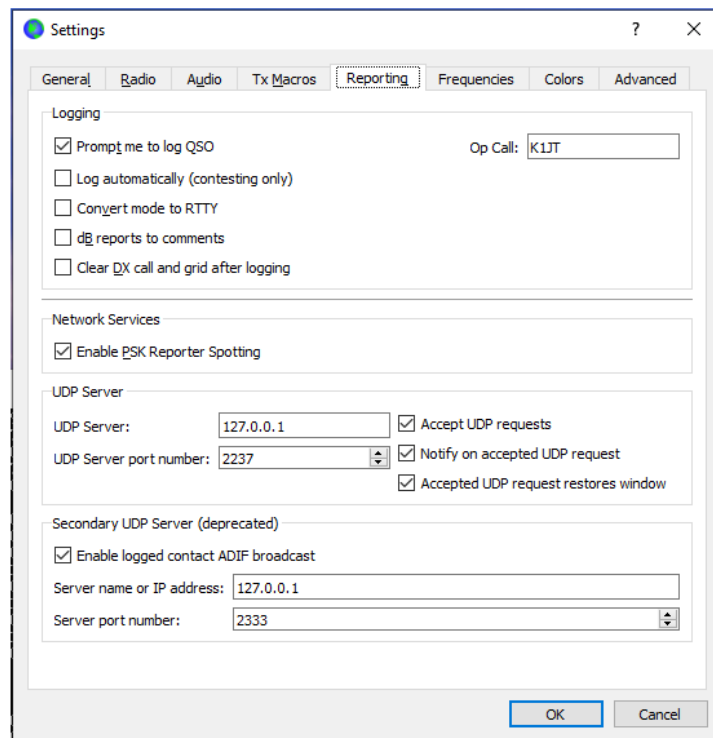 Settings
?
General Radio Audio Tx Macros Reporting Frequencies Colors Advanced
Logging
Prompt me to log QSO
Op Call: K1JT
Log automatically (contesting only)
Convert mode to RTTY
dB reports to comments
Clear DX call and grid after logging
Network Services
Enable PSK Reporter Spotting
UDP Server
UDP Server: 127.0.0.1
Accept UDP requests
UDP Server port number: 2237
Notify on accepted UDP request
Accepted UDP request restores window
Secondary UDP Server (deprecated)
Enable logged contact ADIF broadcast
Server name or IP address: 127.0.0.1
Server port number: 2333
OK Cancel